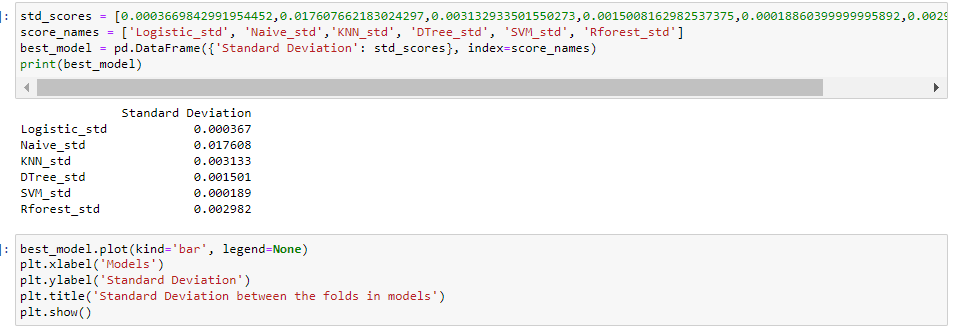 ]: std_scores = [0.0003669842991954452,0.017607662183024297,0.003132933501550273,0.0015008162982537375,0.00018860399999995892,0.0029
score_names = ['Logistic_std', 'Naive_std','KNN_std', 'DTree_std', 'SVM_std', 'Rforest_std']
best_model = pd.DataFrame({'Standard Deviation': std_scores}, index=score_names)
print(best_model)
Standard Deviation
Logistic_std 0.000367
Naive_std 0.017608
KNN_std 0.003133
DTree_std 0.001501
SVM_std 0.000189
Rforest_std 0.002982
]: best_model.plot(kind='bar', legend=None)
plt.xlabel('Models')
plt.ylabel('Standard Deviation')
plt.title('Standard Deviation between the folds in models')
plt.show()